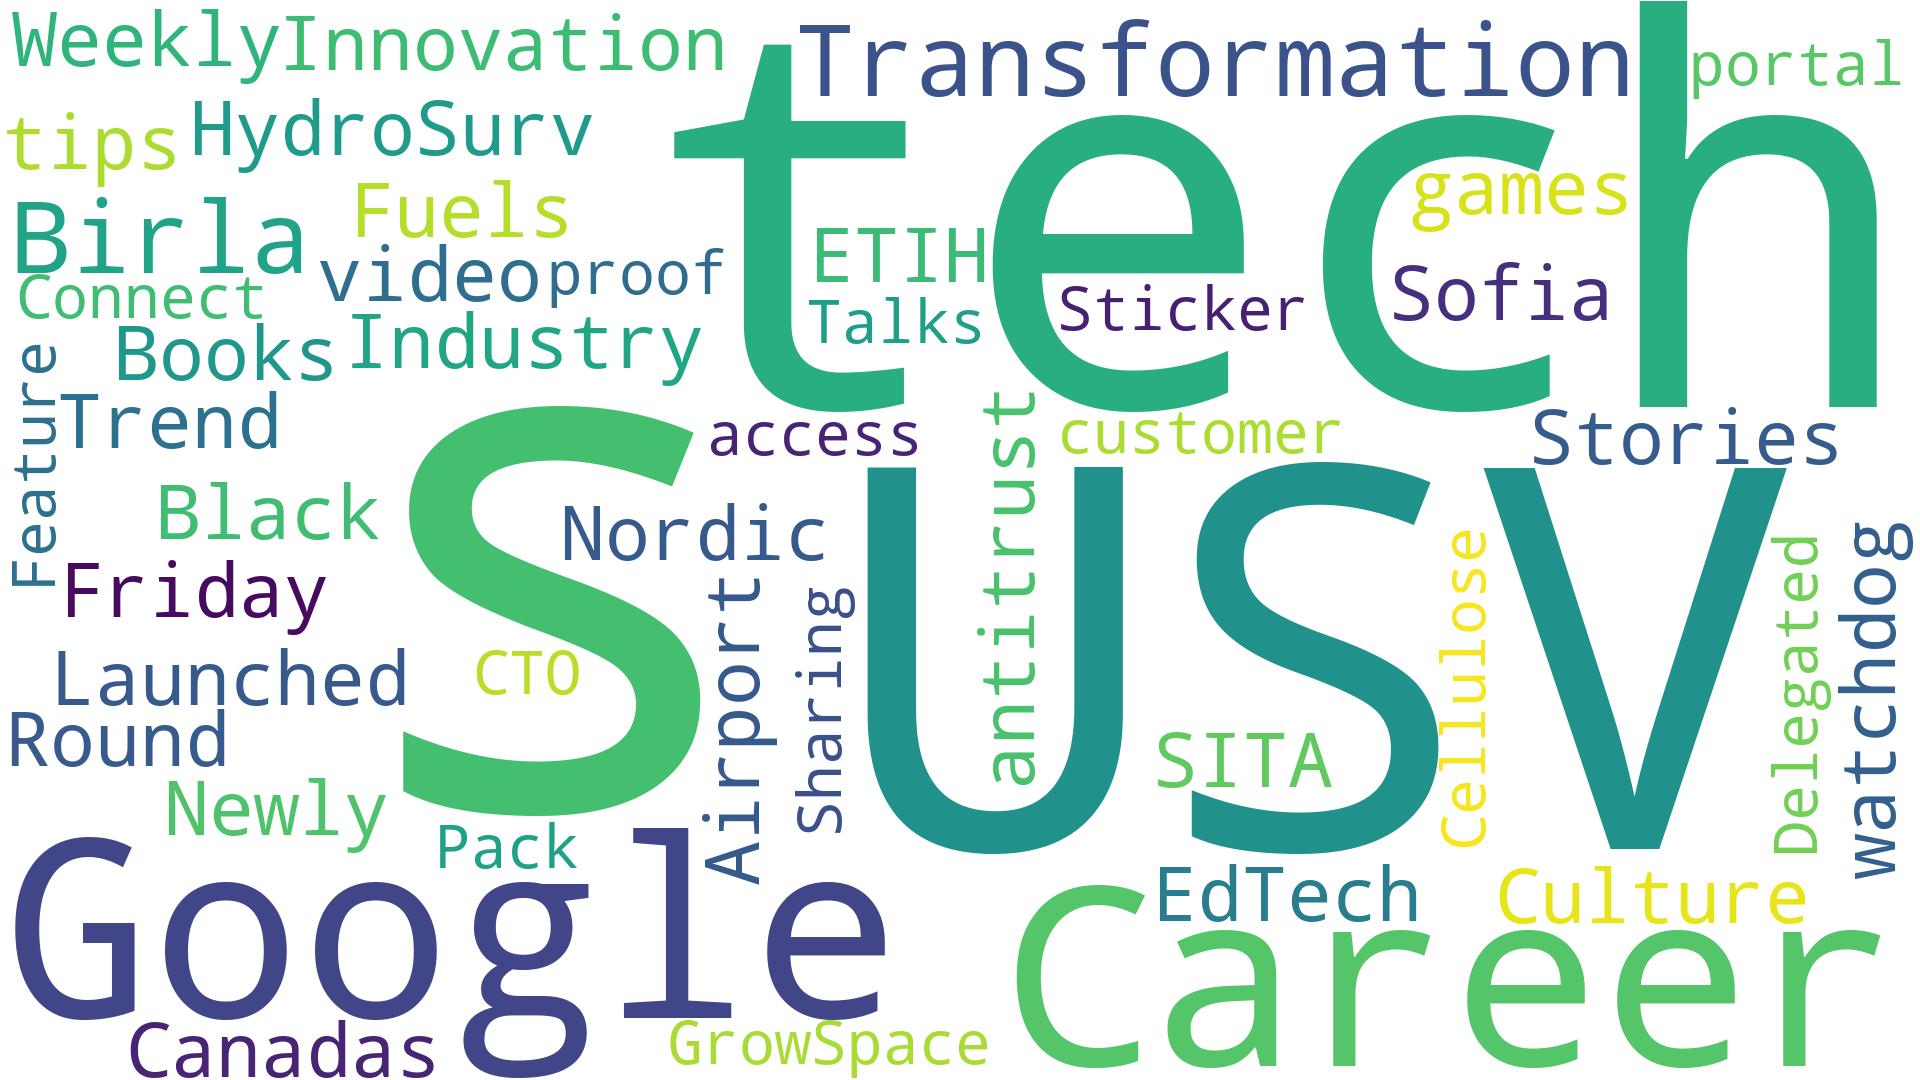 Weekly Innovation Transformation portal
tips HydroSurv tech
Birla Fuels ETIH games
Connect video proof Talks Sticker Sofia
Books Industry
Feature Trend access customer Stories
Black S Nordic antitrust USV
Friday Airport Sharing Cellulose Delegated watchdog
Launched CTO
Round SITA
Newly Pack
Google EdTech Culture
Career
Canadas GrowSpace